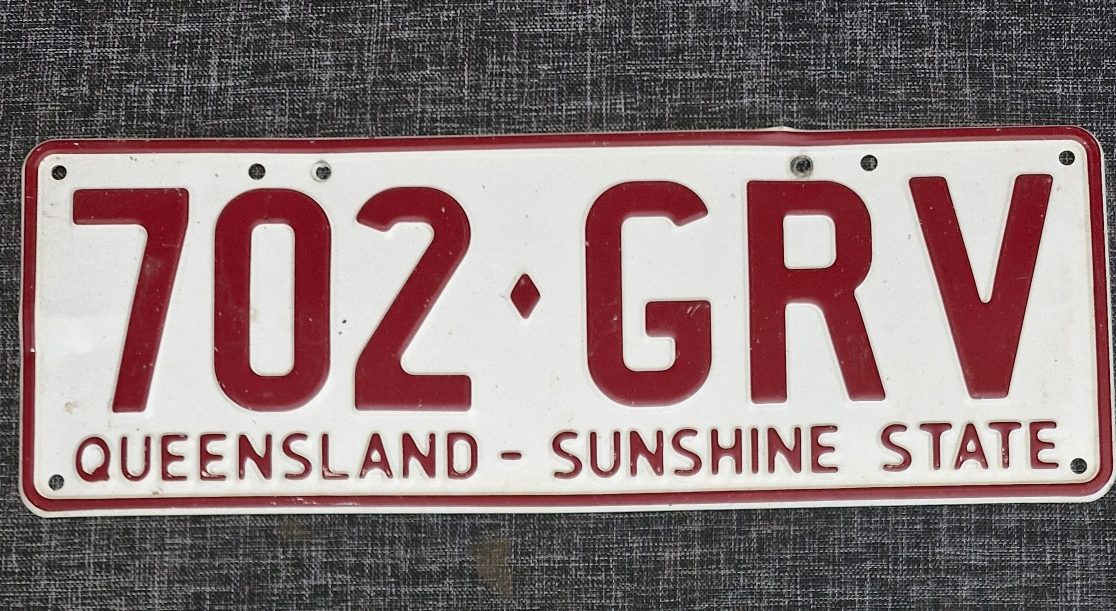 702♦GRV
QUEENSLAND - SUNSHINE STATE